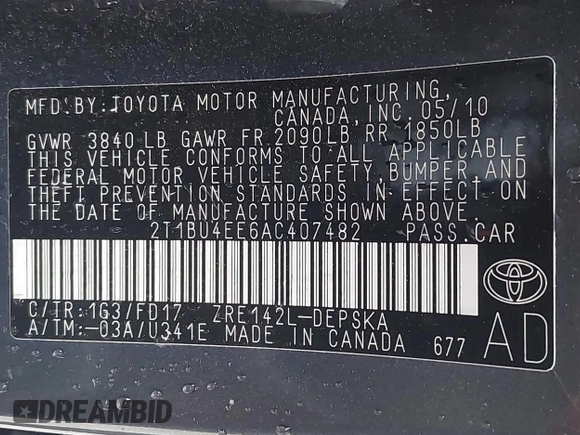 MFD. BY: TOYOTA MOTOR MANUFACTURING,
CANADA, INC. 05/10
GVWR 3840 LB GAWR FR 2090LB RR 1850LB
THIS VEHICLE CONFORMS TO ALL APPLICABLE
FEDERAL MOTOR VEHICLE SAFETY, BUMPER AND
THEFT PREVENTION STANDARDS IN EFFECT ON
THE DATE OF MANUFACTURE SHOWN ABOVE.
2T1BU4EE6AC407482 PASS. CAR
C/TR: 1G3/FD17 ZRE142L-DEPSKA
A/TM: -03A/U341E MADE IN CANADA 677
AD
DREAMBID